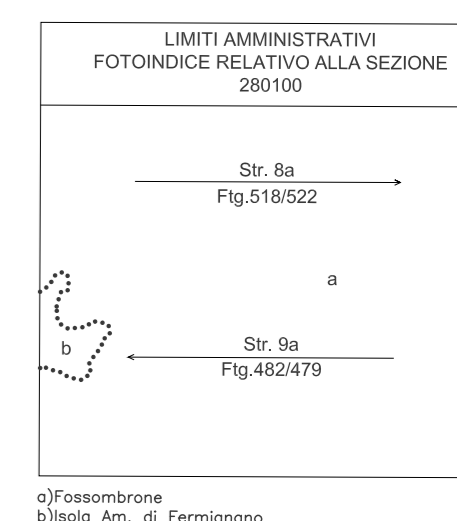 LIMITI AMMINISTRATIVI
FOTOINDICE RELATIVO ALLA SEZIONE
280100
Str. 8a
Ftg.518/522
a
b
Str. 9a
Ftg.482/479
a)Fossombrone
b)Isola Am. di Fermignano